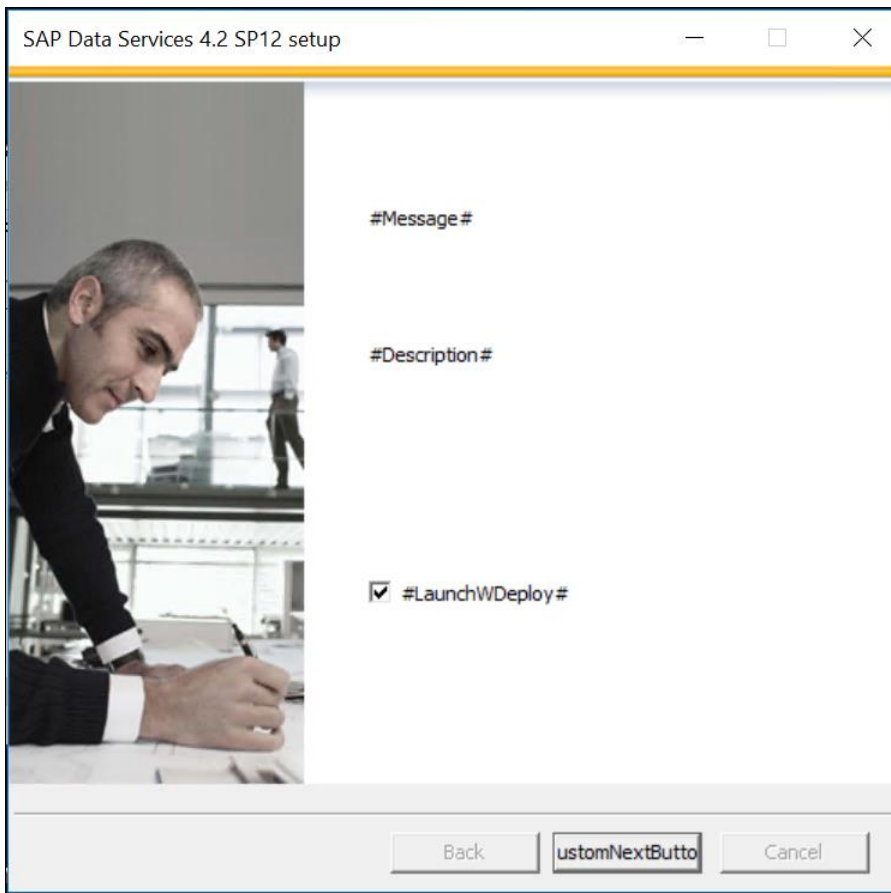 SAP Data Services 4.2 SP12 setup
#Message#
#Description#
#LaunchWDeploy#
Back
ustomNextButto
Cancel